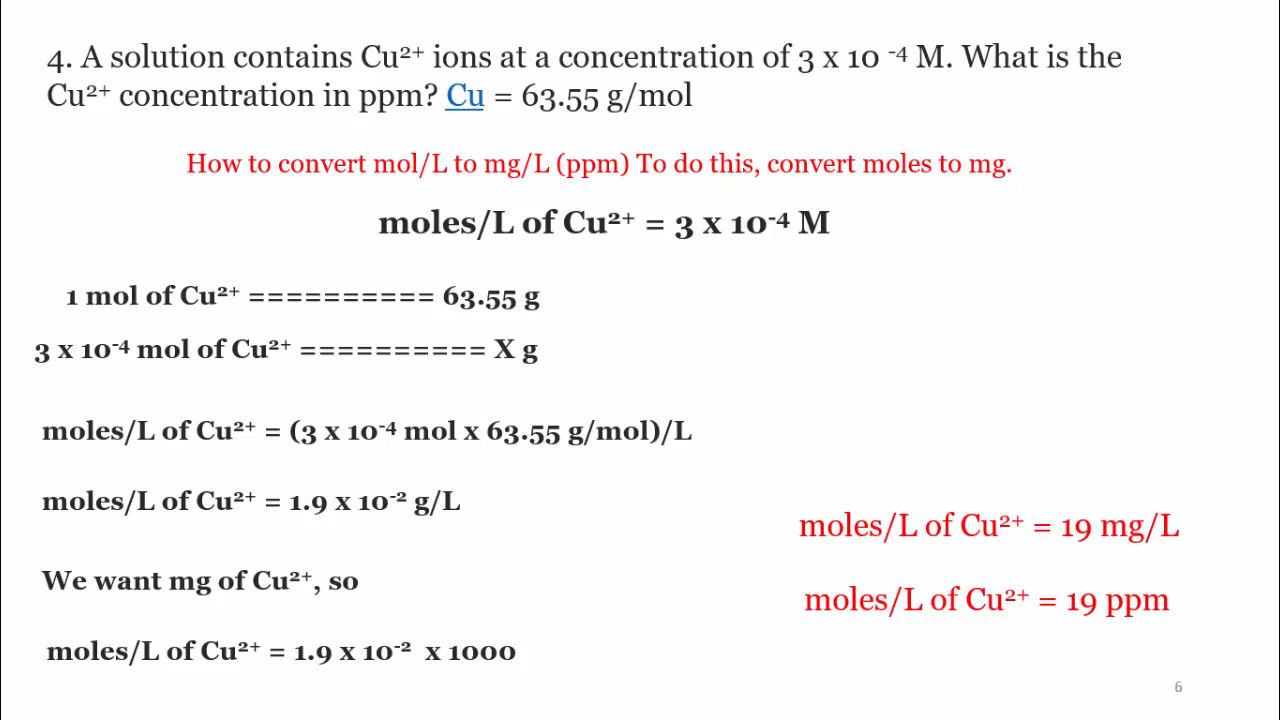 4. A solution contains Cu²⁺ ions at a concentration of 3 x 10 ⁻⁴ M. What is the
Cu²⁺ concentration in ppm? Cu = 63.55 g/mol
How to convert mol/L to mg/L (ppm) To do this, convert moles to mg.
moles/L of Cu²⁺ = 3 x 10⁻⁴ M
1 mol of Cu²⁺ ========== 63.55 g
3 x 10⁻⁴ mol of Cu²⁺ ========== X g
moles/L of Cu²⁺ = (3 x 10⁻⁴ mol x 63.55 g/mol)/L
moles/L of Cu²⁺ = 1.9 x 10⁻² g/L
We want mg of Cu²⁺, so
moles/L of Cu²⁺ = 1.9 x 10⁻² x 1000
moles/L of Cu²⁺ = 19 mg/L
moles/L of Cu²⁺ = 19 ppm
6